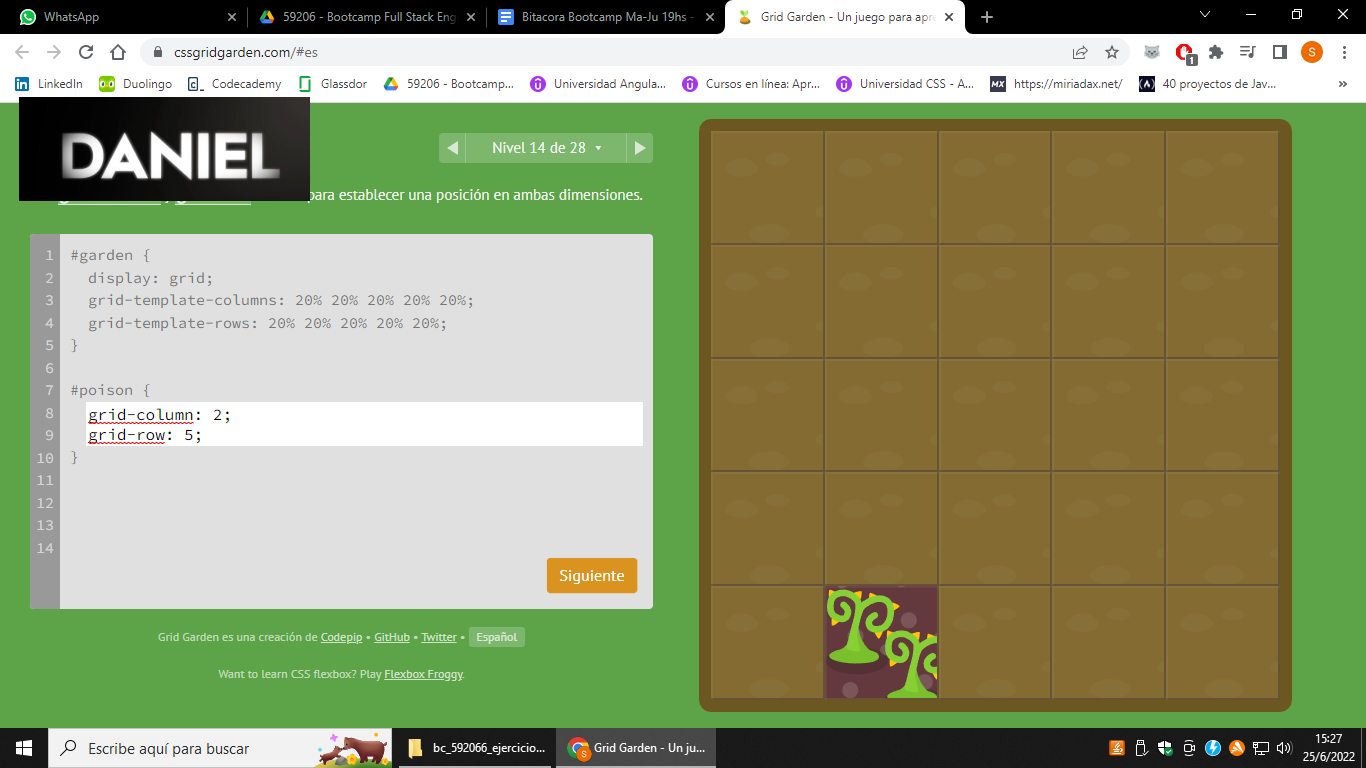 WhatsApp
59206 - Bootcamp Full Stack Eng
Bitacora Bootcamp Ma-Ju 19hs -
Grid Garden - Un juego para apre
cssgridgarden.com/#es
S
1
LinkedIn
Duolingo
Codecademy
Glassdor
59206 - Bootcamp...
Universidad Angula...
Cursos en línea: Apr...
Universidad CSS - A...
https://miriadax.net/
40 proyectos de Jav...
»
DANIEL
Nivel 14 de 28
para establecer una posición en ambas dimensiones.
1 #garden {
2 display: grid;
3 grid-template-columns: 20% 20% 20% 20% 20%;
4 grid-template-rows: 20% 20% 20% 20% 20%;
5 }
6
7 #poison {
8 grid-column: 2;
9 grid-row: 5;
10 }
11
12
13
14
Siguiente
Grid Garden es una creación de Codepip • GitHub • Twitter • Español
Want to learn CSS flexbox? Play Flexbox Froggy.
Escribe aquí para buscar
bc_592066_ejercicio...
Grid Garden - Un ju...
15:27
25/6/2022